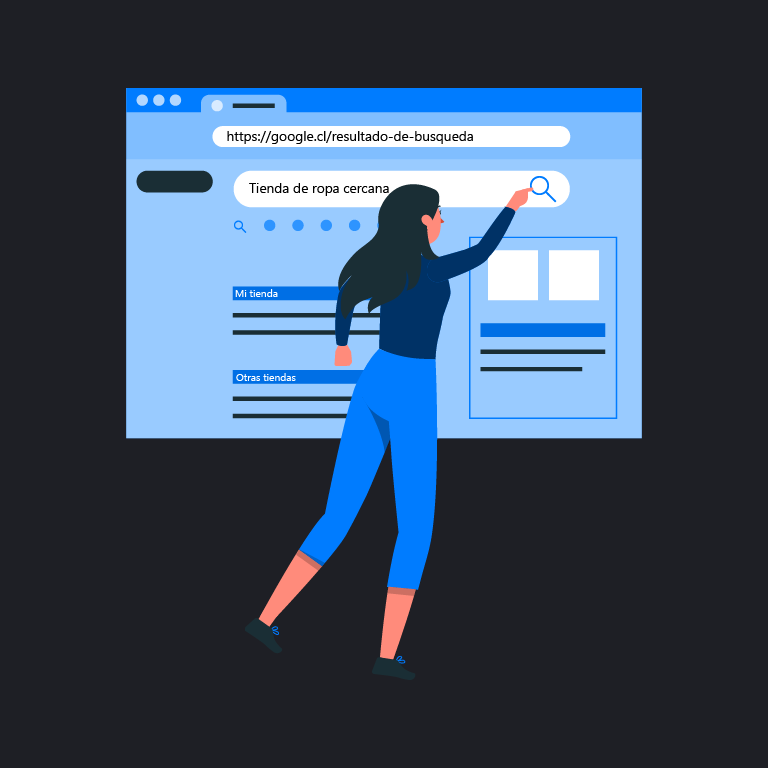 https://google.cl/resultado-de-busqueda
Tienda de ropa cercana
Mi tienda
Otras tiendas